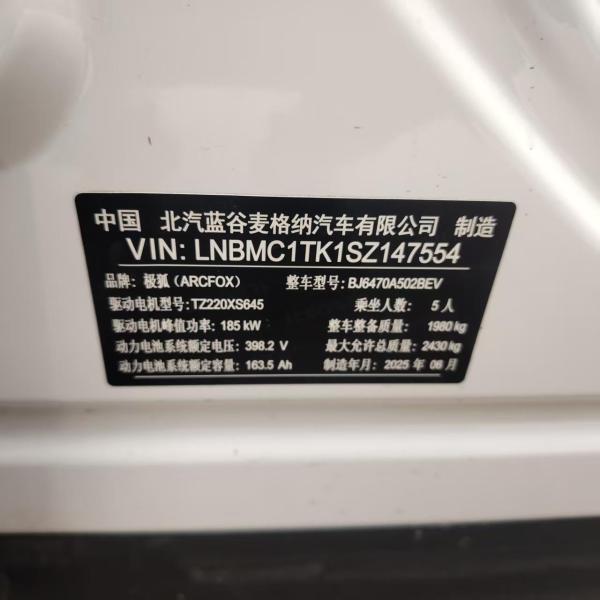 中国 北汽蓝谷麦格纳汽车有限公司 制造
VIN: LNBMC1TK1SZ147554
品牌: 极狐（ARCFOX） 整车型号: BJ6470A502BEV
驱动电机型号: TZ220XS645 乘坐人数: 5 人
驱动电机峰值功率: 185 kW 整车整备质量: 1980 kg
动力电池系统额定电压: 398.2 V 最大允许总质量: 2430 kg
动力电池系统额定容量: 163.5 Ah 制造年月: 2025 年 06 月